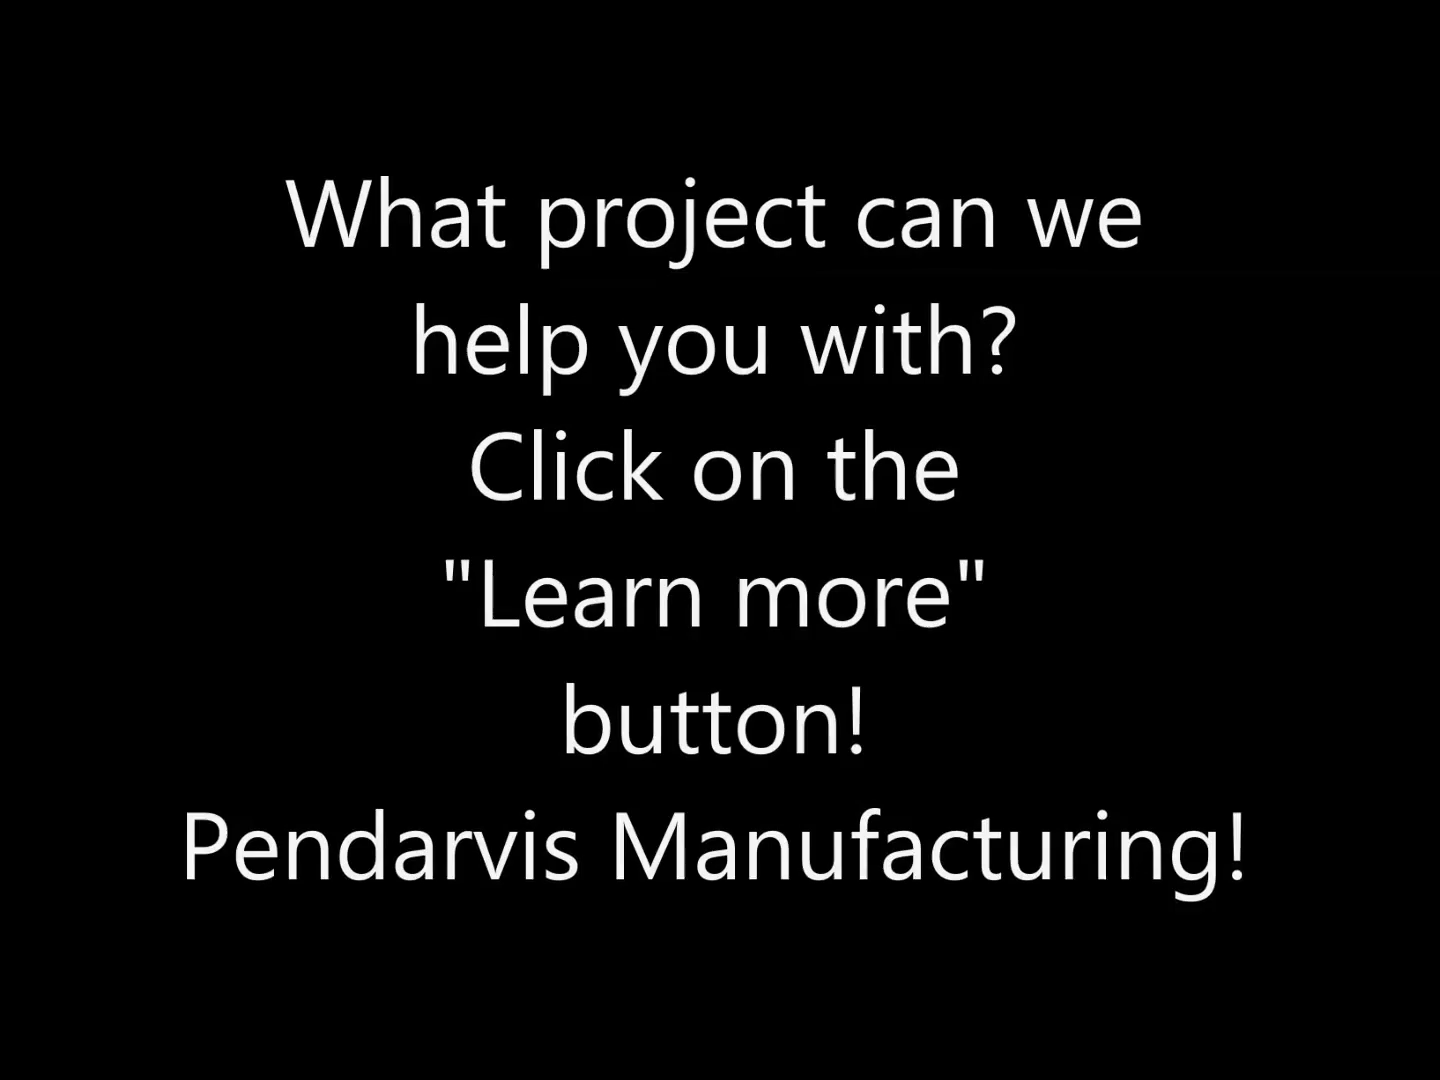 What project can we
help you with?
Click on the
"Learn more"
button!
Pendarvis Manufacturing!